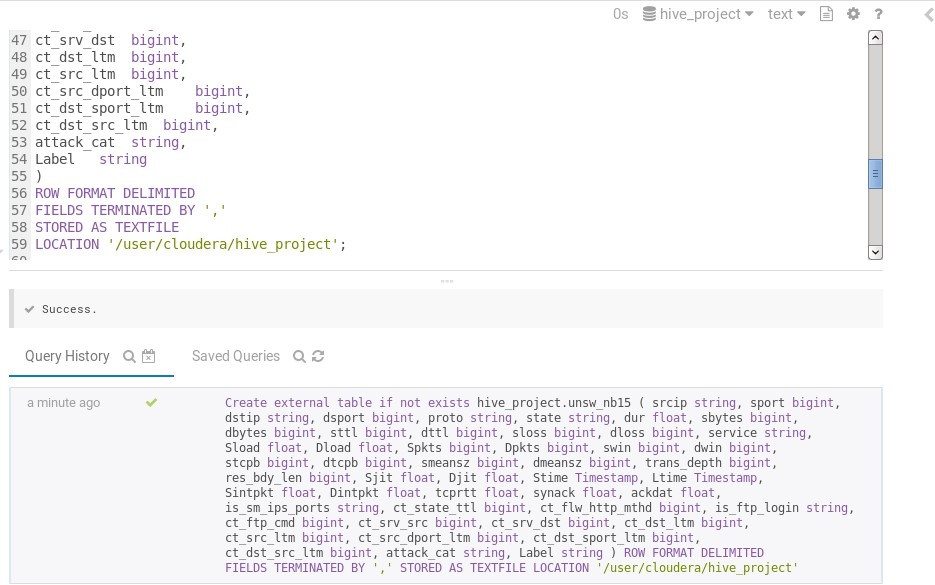 0s hive_project text ?
47 ct_srv_dst bigint,
48 ct_dst_ltm bigint,
49 ct_src_ltm bigint,
50 ct_src_dport_ltm bigint,
51 ct_dst_sport_ltm bigint,
52 ct_dst_src_ltm bigint,
53 attack_cat string,
54 Label string
55 )
56 ROW FORMAT DELIMITED
57 FIELDS TERMINATED BY ','
58 STORED AS TEXTFILE
59 LOCATION '/user/cloudera/hive_project';
Success.
Query History Saved Queries
a minute ago Create external table if not exists hive_project.unsw_nb15 ( srcip string, sport bigint,
dstip string, dsport bigint, proto string, state string, dur float, sbytes bigint,
dbytes bigint, sttl bigint, dttl bigint, sloss bigint, dloss bigint, service string,
Sload float, Dload float, Spkts bigint, Dpkts bigint, swin bigint, dwin bigint,
stcpb bigint, dtcpb bigint, smeansz bigint, dmeansz bigint, trans_depth bigint,
res_bdy_len bigint, Sjit float, Djit float, Stime Timestamp, Ltime Timestamp,
Sintpkt float, Dintpkt float, tcprtt float, synack float, ackdat float,
is_sm_ips_ports string, ct_state_ttl bigint, ct_flw_http_mthd bigint, is_ftp_login string,
ct_ftp_cmd bigint, ct_srv_src bigint, ct_srv_dst bigint, ct_dst_ltm bigint,
ct_src_ltm bigint, ct_src_dport_ltm bigint, ct_dst_sport_ltm bigint,
ct_dst_src_ltm bigint, attack_cat string, Label string ) ROW FORMAT DELIMITED
FIELDS TERMINATED BY ',' STORED AS TEXTFILE LOCATION '/user/cloudera/hive_project'